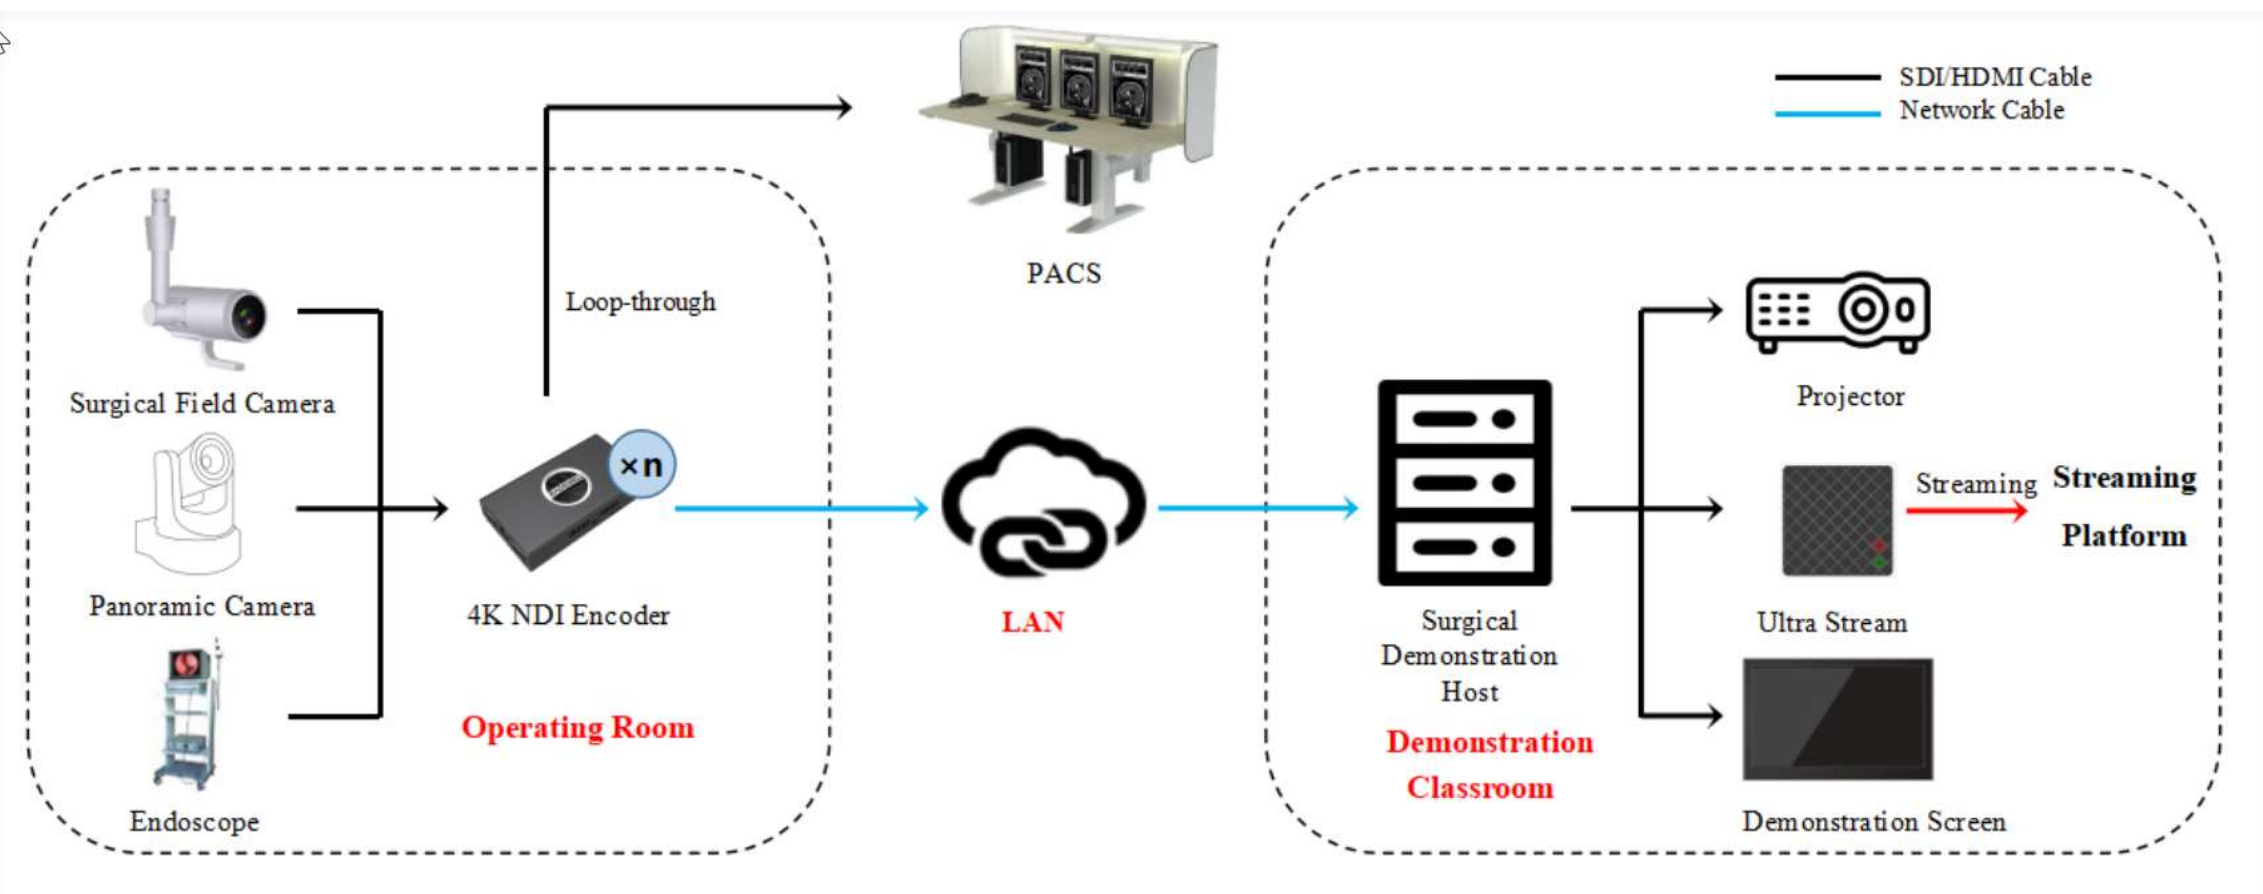 SDI/HDMI Cable
Network Cable
PACS
Loop-through
Surgical Field Camera
Panoramic Camera
Endoscope
×n
4K NDI Encoder
Operating Room
LAN
Surgical
Demonstration
Host
Demonstration
Classroom
Projector
Streaming
Streaming
Platform
Ultra Stream
Demonstration Screen